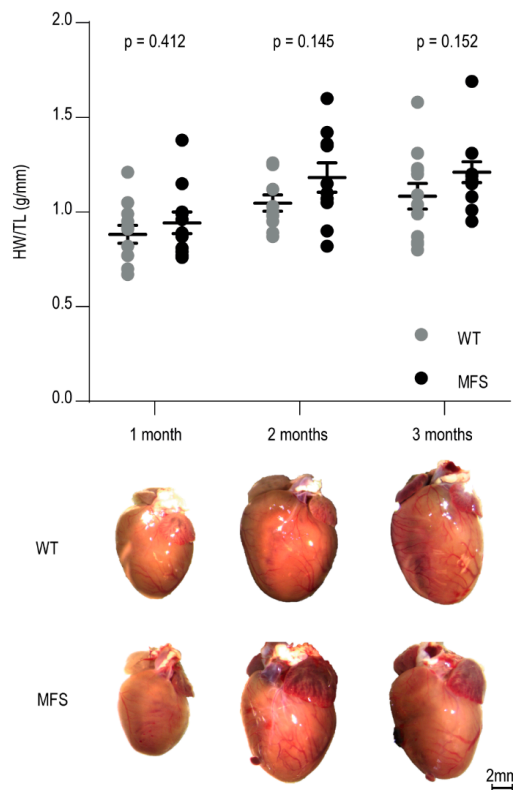 2.0
p = 0.412 p = 0.145 p = 0.152
1.5
HW/TL (g/mm)
1.0
0.5
WT
MFS
0.0
1 month 2 months 3 months
WT
MFS
2mm